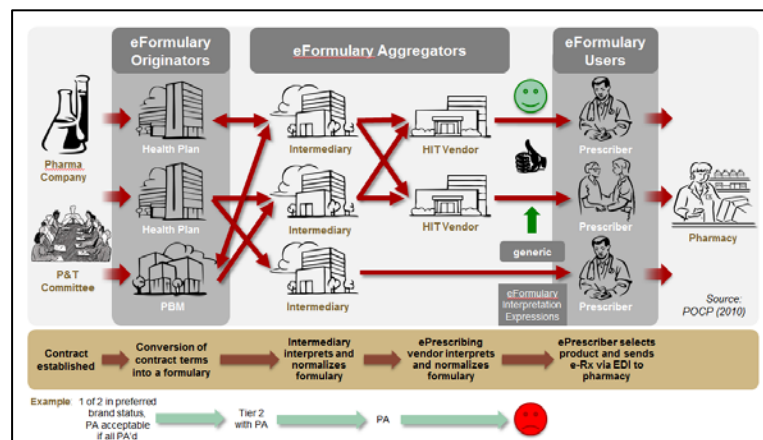 eFormulary
Originators
eFormulary Aggregators
eFormulary
Users
Pharma
Company
Health Plan
Intermediary
HIT Vendor
Prescriber
Health Plan
Intermediary
HIT Vendor
Prescriber
Pharmacy
P&T
Committee
PBM
Intermediary
generic
eFormulary
Interpretation
Expressions
Prescriber
Source:
POCP (2010)
Contract
established
Conversion of
contract terms
into a formulary
Intermediary
interprets and
normalizes
formulary
ePrescribing
vendor interprets
and normalizes
formulary
ePrescriber selects
product and sends
e-Rx via EDI to
pharmacy
Example: 1 of 2 in preferred
brand status,
PA acceptable
if all PA'd
Tier 2
with PA
PA